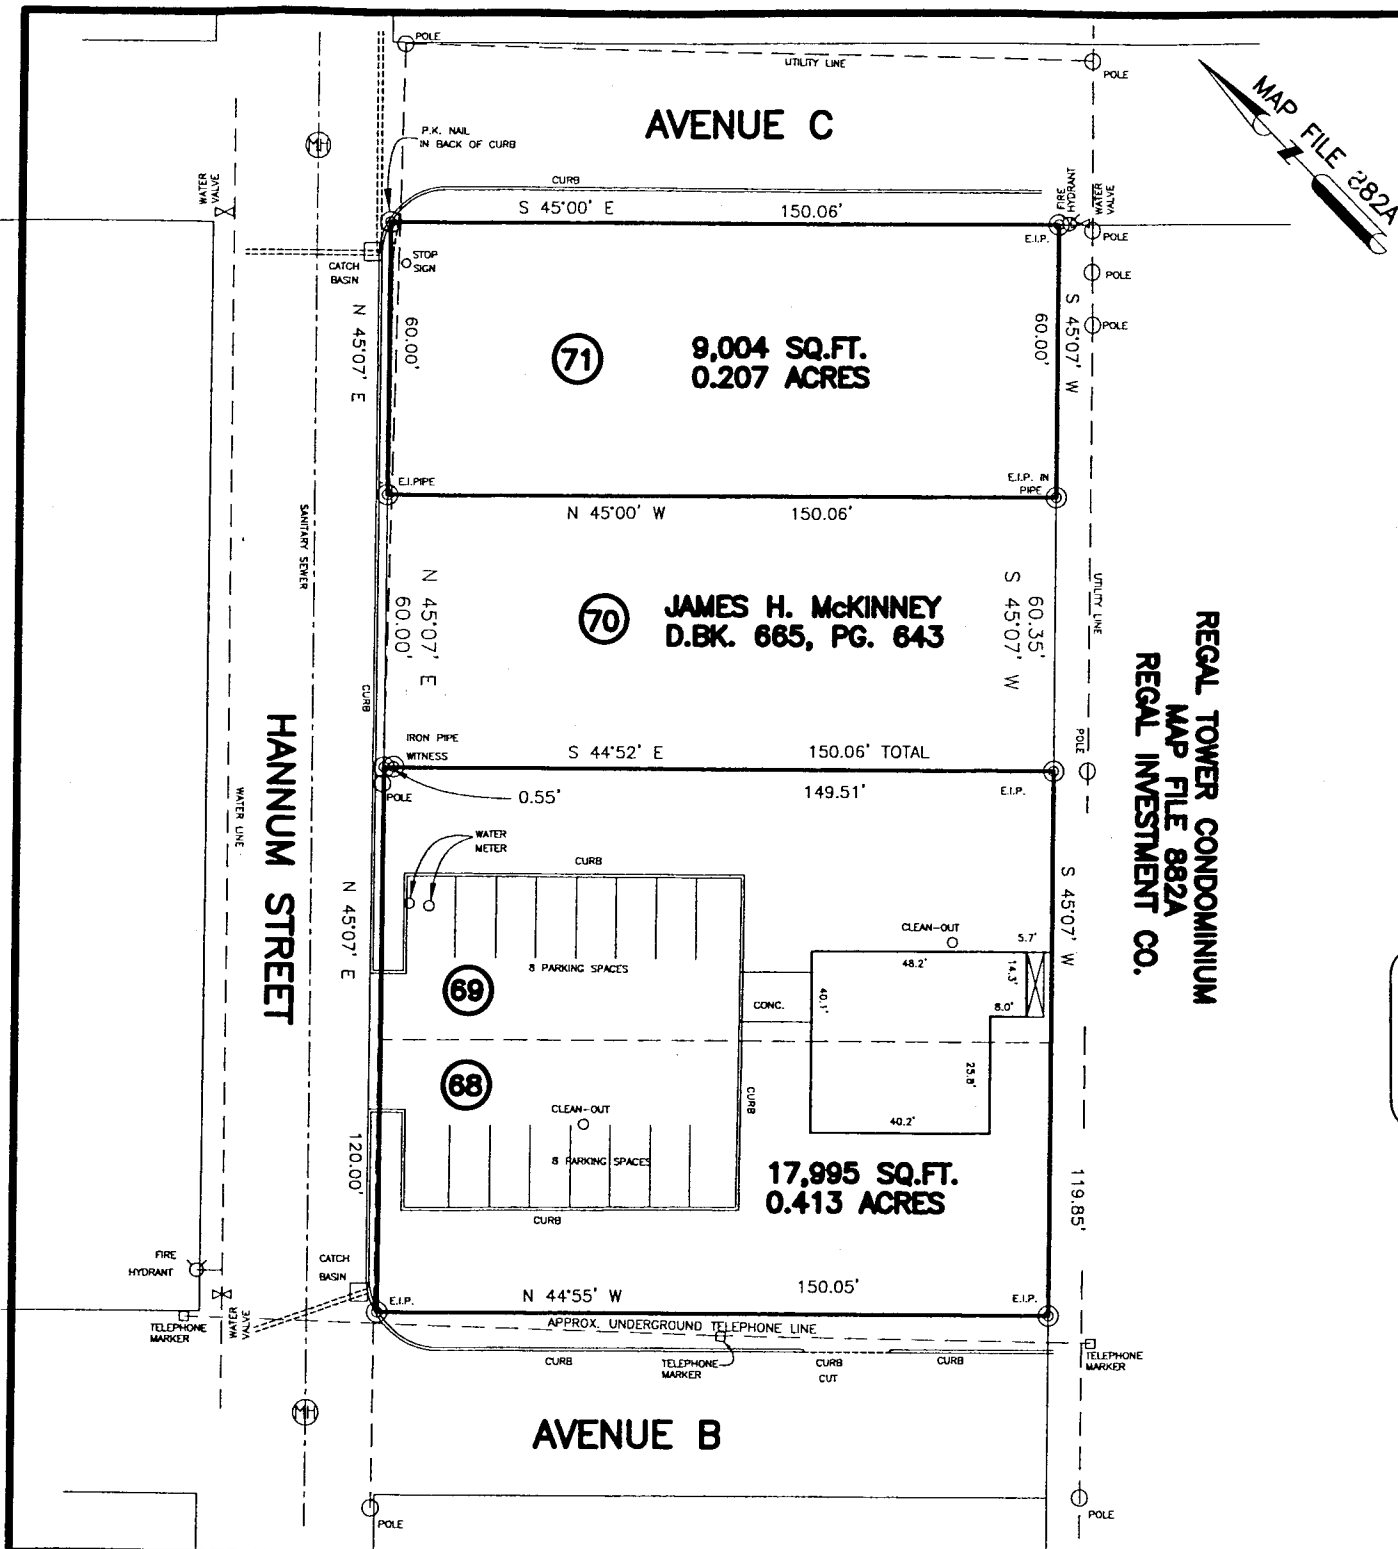 POLE
UTILITY LINE
POLE
AVENUE C
MAP FILE 882A
N
P.K. NAIL
IN BACK OF CURB
MH
WATER
VALVE
CURB
FIRE
HYDRANT
WATER
VALVE
S 45°00' E 150.06'
E.I.P.
POLE
CATCH
BASIN
STOP
SIGN
POLE
POLE
N 45°07' E
60.00'
71
9,004 SQ.FT.
0.207 ACRES
60.00'
S 45°07' W
E.I.PIPE
E.I.P. IN
PIPE
N 45°00' W 150.06'
SANITARY SEWER
N 45°07' E
60.00'
70
JAMES H. McKINNEY
D.BK. 665, PG. 643
60.35'
S 45°07' W
UTILITY LINE
REGAL TOWER CONDOMINIUM
MAP FILE 882A
REGAL INVESTMENT CO.
CURB
IRON PIPE
WITNESS
S 44°52' E 150.06' TOTAL
POLE
HANNUM STREET
WATER LINE
POLE
0.55'
149.51'
E.I.P.
WATER
METER
CURB
N 45°07' E
S 45°07' W
CLEAN-OUT
5.7'
48.2'
14.3'
8 PARKING SPACES
69
CONC.
40.1'
8.0'
25.8'
68
CURB
CLEAN-OUT
40.2'
8 PARKING SPACES
120.00'
17,995 SQ.FT.
0.413 ACRES
119.85'
CURB
FIRE
HYDRANT
CATCH
BASIN
E.I.P.
N 44°55' W 150.05'
E.I.P.
TELEPHONE
MARKER
WATER
VALVE
APPROX. UNDERGROUND TELEPHONE LINE
CURB
TELEPHONE
MARKER
CURB
CUT
CURB
TELEPHONE
MARKER
MH
AVENUE B
POLE
POLE